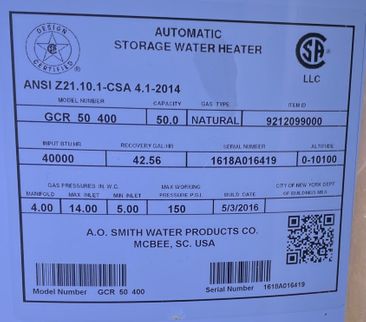 DESIGN
CERTIFIED
AUTOMATIC
STORAGE WATER HEATER
LLC
ANSI Z21.10.1-CSA 4.1-2014
MODEL NUMBER CAPACITY GAS TYPE ITEM ID
GCR 50 400 50.0 NATURAL 9212099000
INPUT BTU/HR RECOVERY GAL/HR SERIAL NUMBER ALTITUDE
40000 42.56 1618A016419 0-10100
GAS PRESSURES IN. W.C. MAX WORKING CITY OF NEW YORK DEPT
MANIFOLD MAX INLET MIN INLET PRESSURE P.S.I. BUILD DATE OF BUILDINGS MEA
4.00 14.00 5.00 150 5/3/2016
A.O. SMITH WATER PRODUCTS CO.
MCBEE, SC. USA
Model Number GCR 50 400 Serial Number 1618A016419